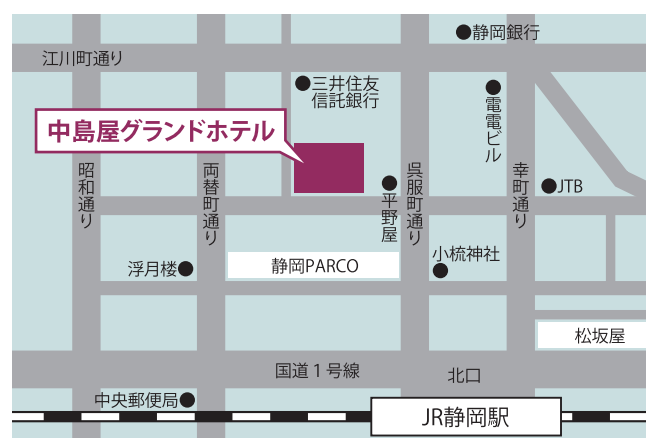 静岡銀行
江川町通り
三井住友
信託銀行
電電ビル
中島屋グランドホテル
昭和通り
両替町通り
呉服町通り
幸町通り
JTB
平野屋
小梳神社
浮月楼
静岡PARCO
松坂屋
国道1号線
北口
中央郵便局
JR静岡駅